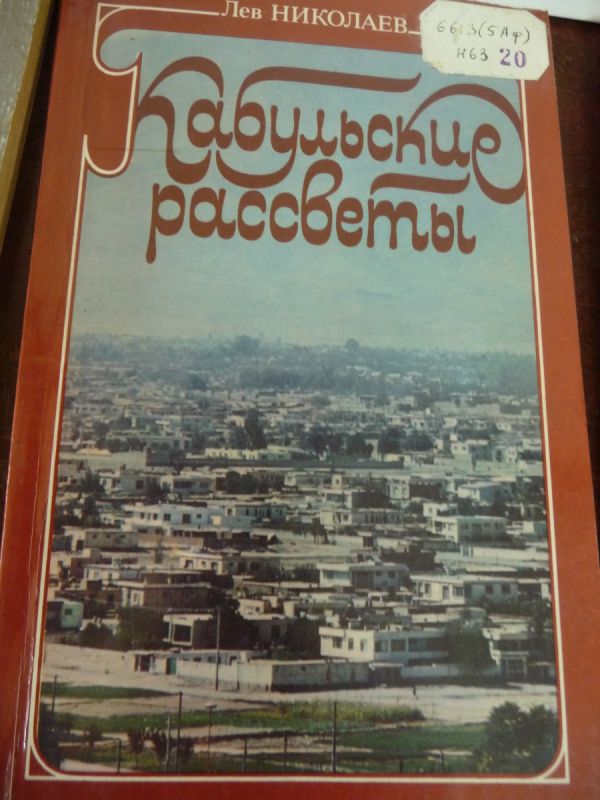 Лев НИКОЛАЕВ
66.3(5Аф)
Н63 20
Кабульские
рассветы